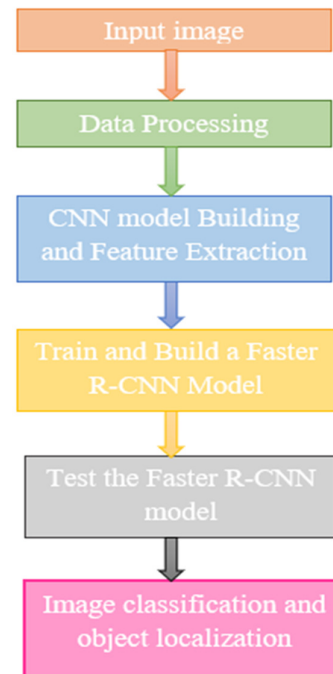 Input image
Data Processing
CNN model Building
and Feature Extraction
Train and Build a Faster
R-CNN Model
Test the Faster R-CNN
model
Image classification and
object localization